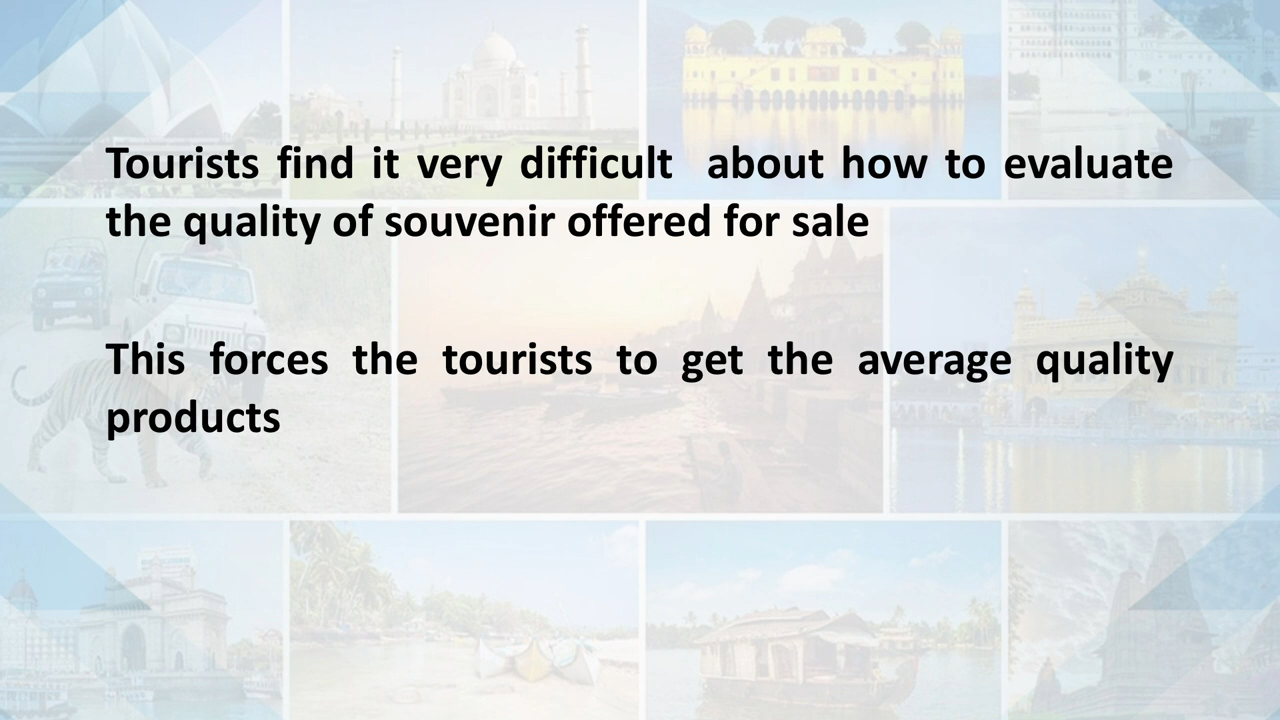 Tourists find it very difficult about how to evaluate
the quality of souvenir offered for sale
This forces the tourists to get the average quality
products